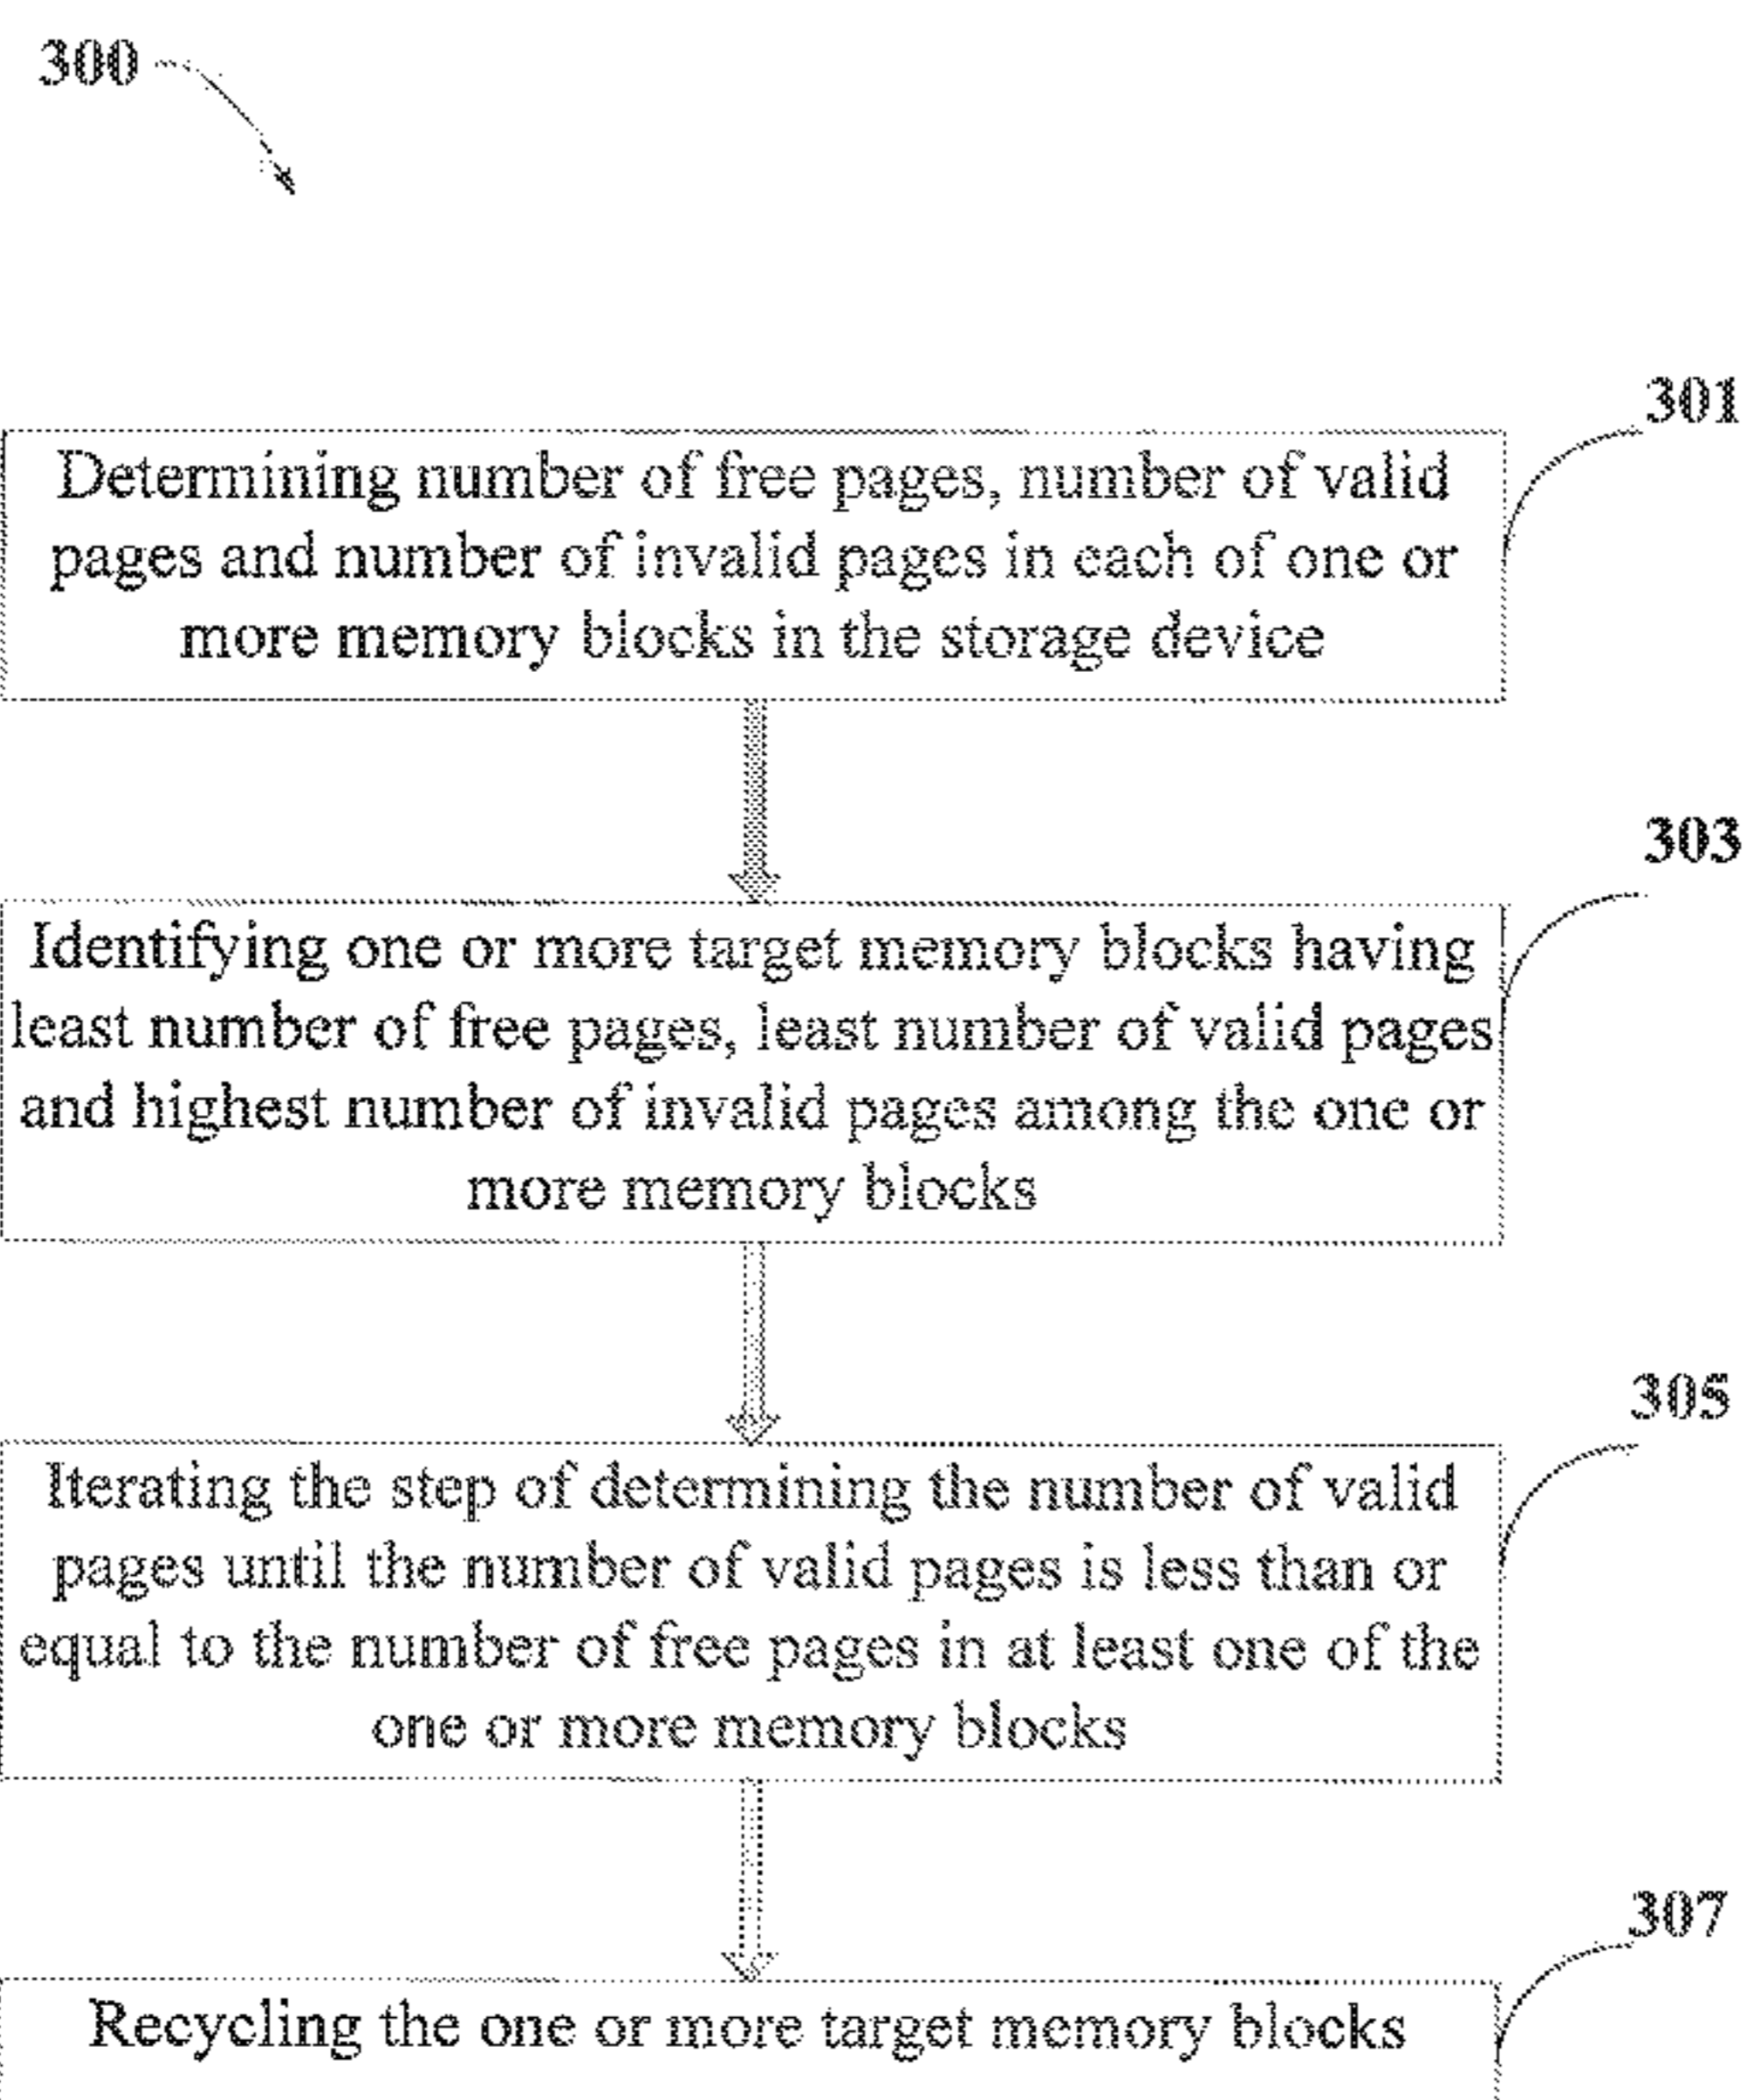 300
301
Determining number of free pages, number of valid
pages and number of invalid pages in each of one or
more memory blocks in the storage device
303
Identifying one or more target memory blocks having
least number of free pages, least number of valid pages
and highest number of invalid pages among the one or
more memory blocks
305
Iterating the step of determining the number of valid
pages until the number of valid pages is less than or
equal to the number of free pages in at least one of the
one or more memory blocks
307
Recycling the one or more target memory blocks